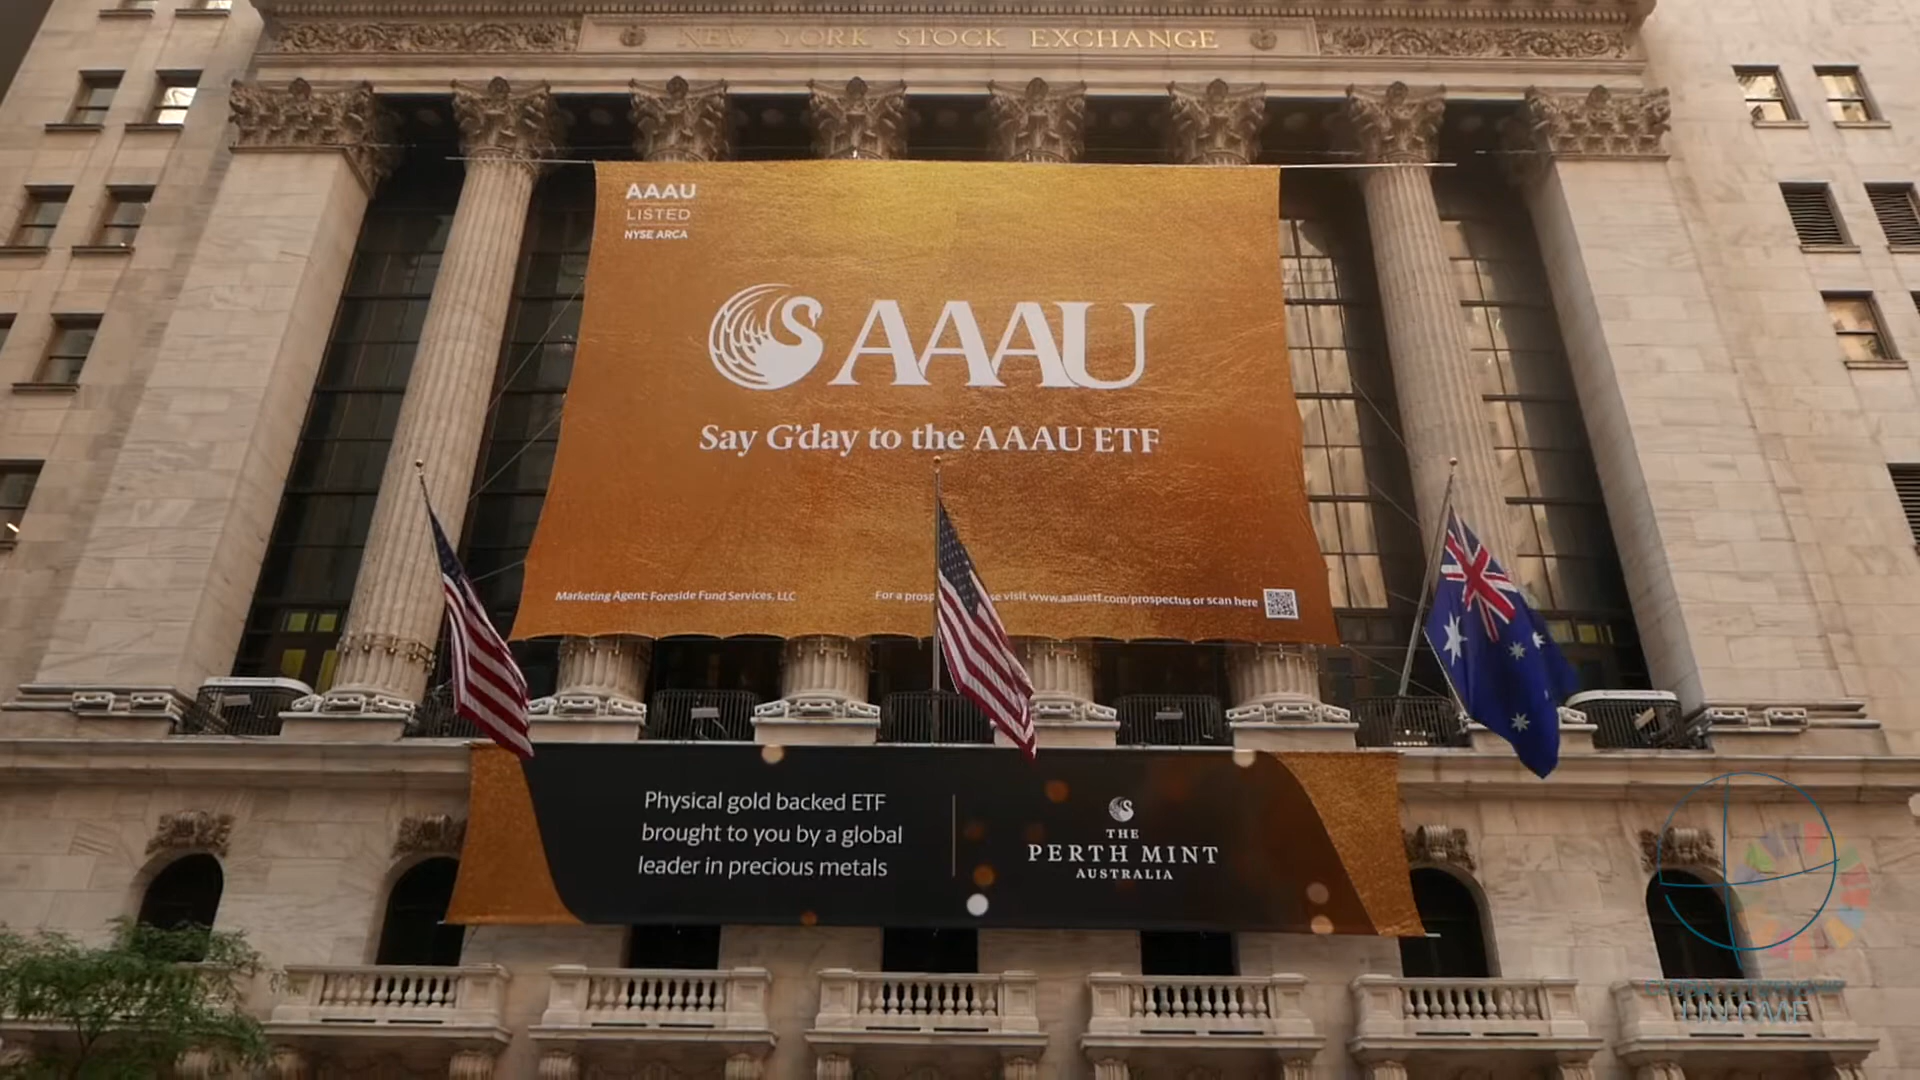 NEW YORK STOCK EXCHANGE
AAAU
LISTED
NYSE ARCA
AAAU
Say G'day to the AAAU ETF
Marketing Agent: Foreside Fund Services, LLC
For a visit www.aaauetf.com/prospectus or scan here
Physical gold backed ETF
brought to you by a global
leader in precious metals
THE
PERTH MINT
AUSTRALIA